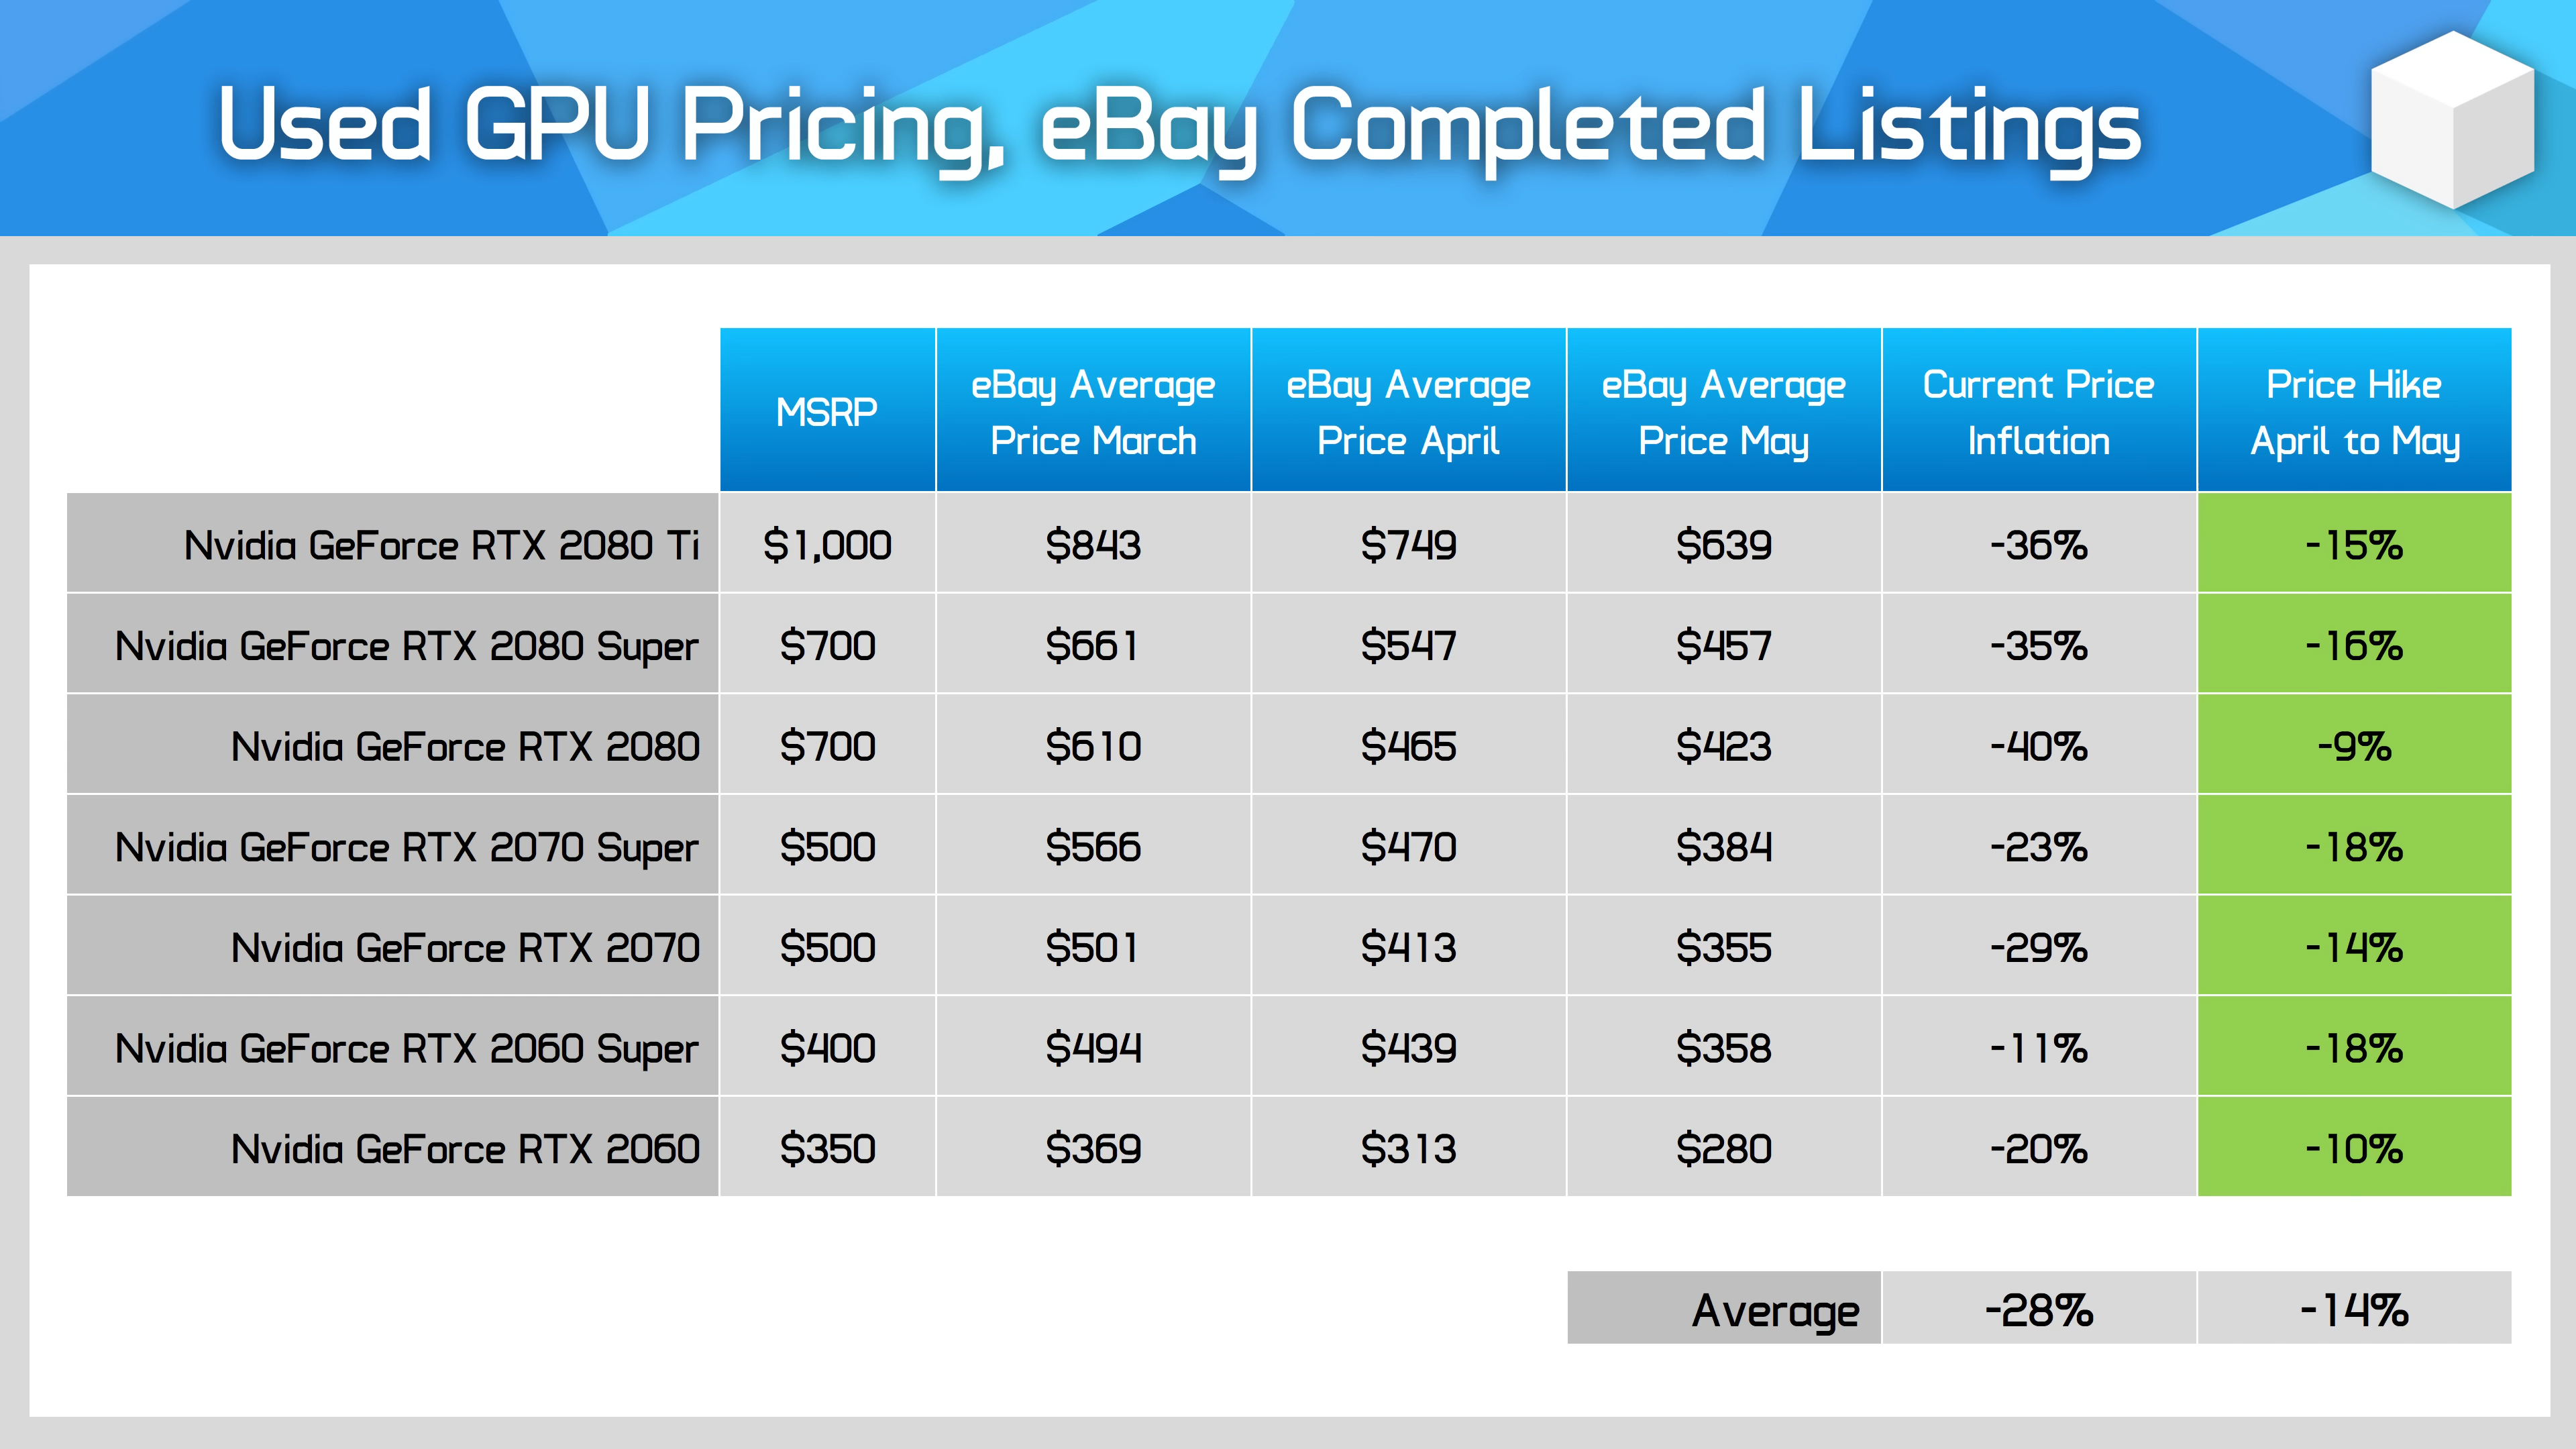 Used GPU Pricing, eBay Completed Listings
MSRP
eBay Average
Price March
eBay Average
Price April
eBay Average
Price May
Current Price
Inflation
Price Hike
April to May
Nvidia GeForce RTX 2080 Ti $1,000 $843 $749 $639 -36% -15%
Nvidia GeForce RTX 2080 Super $700 $661 $547 $457 -35% -16%
Nvidia GeForce RTX 2080 $700 $610 $465 $423 -40% -9%
Nvidia GeForce RTX 2070 Super $500 $566 $470 $384 -23% -18%
Nvidia GeForce RTX 2070 $500 $501 $413 $355 -29% -14%
Nvidia GeForce RTX 2060 Super $400 $494 $439 $358 -11% -18%
Nvidia GeForce RTX 2060 $350 $369 $313 $280 -20% -10%
Average -28% -14%